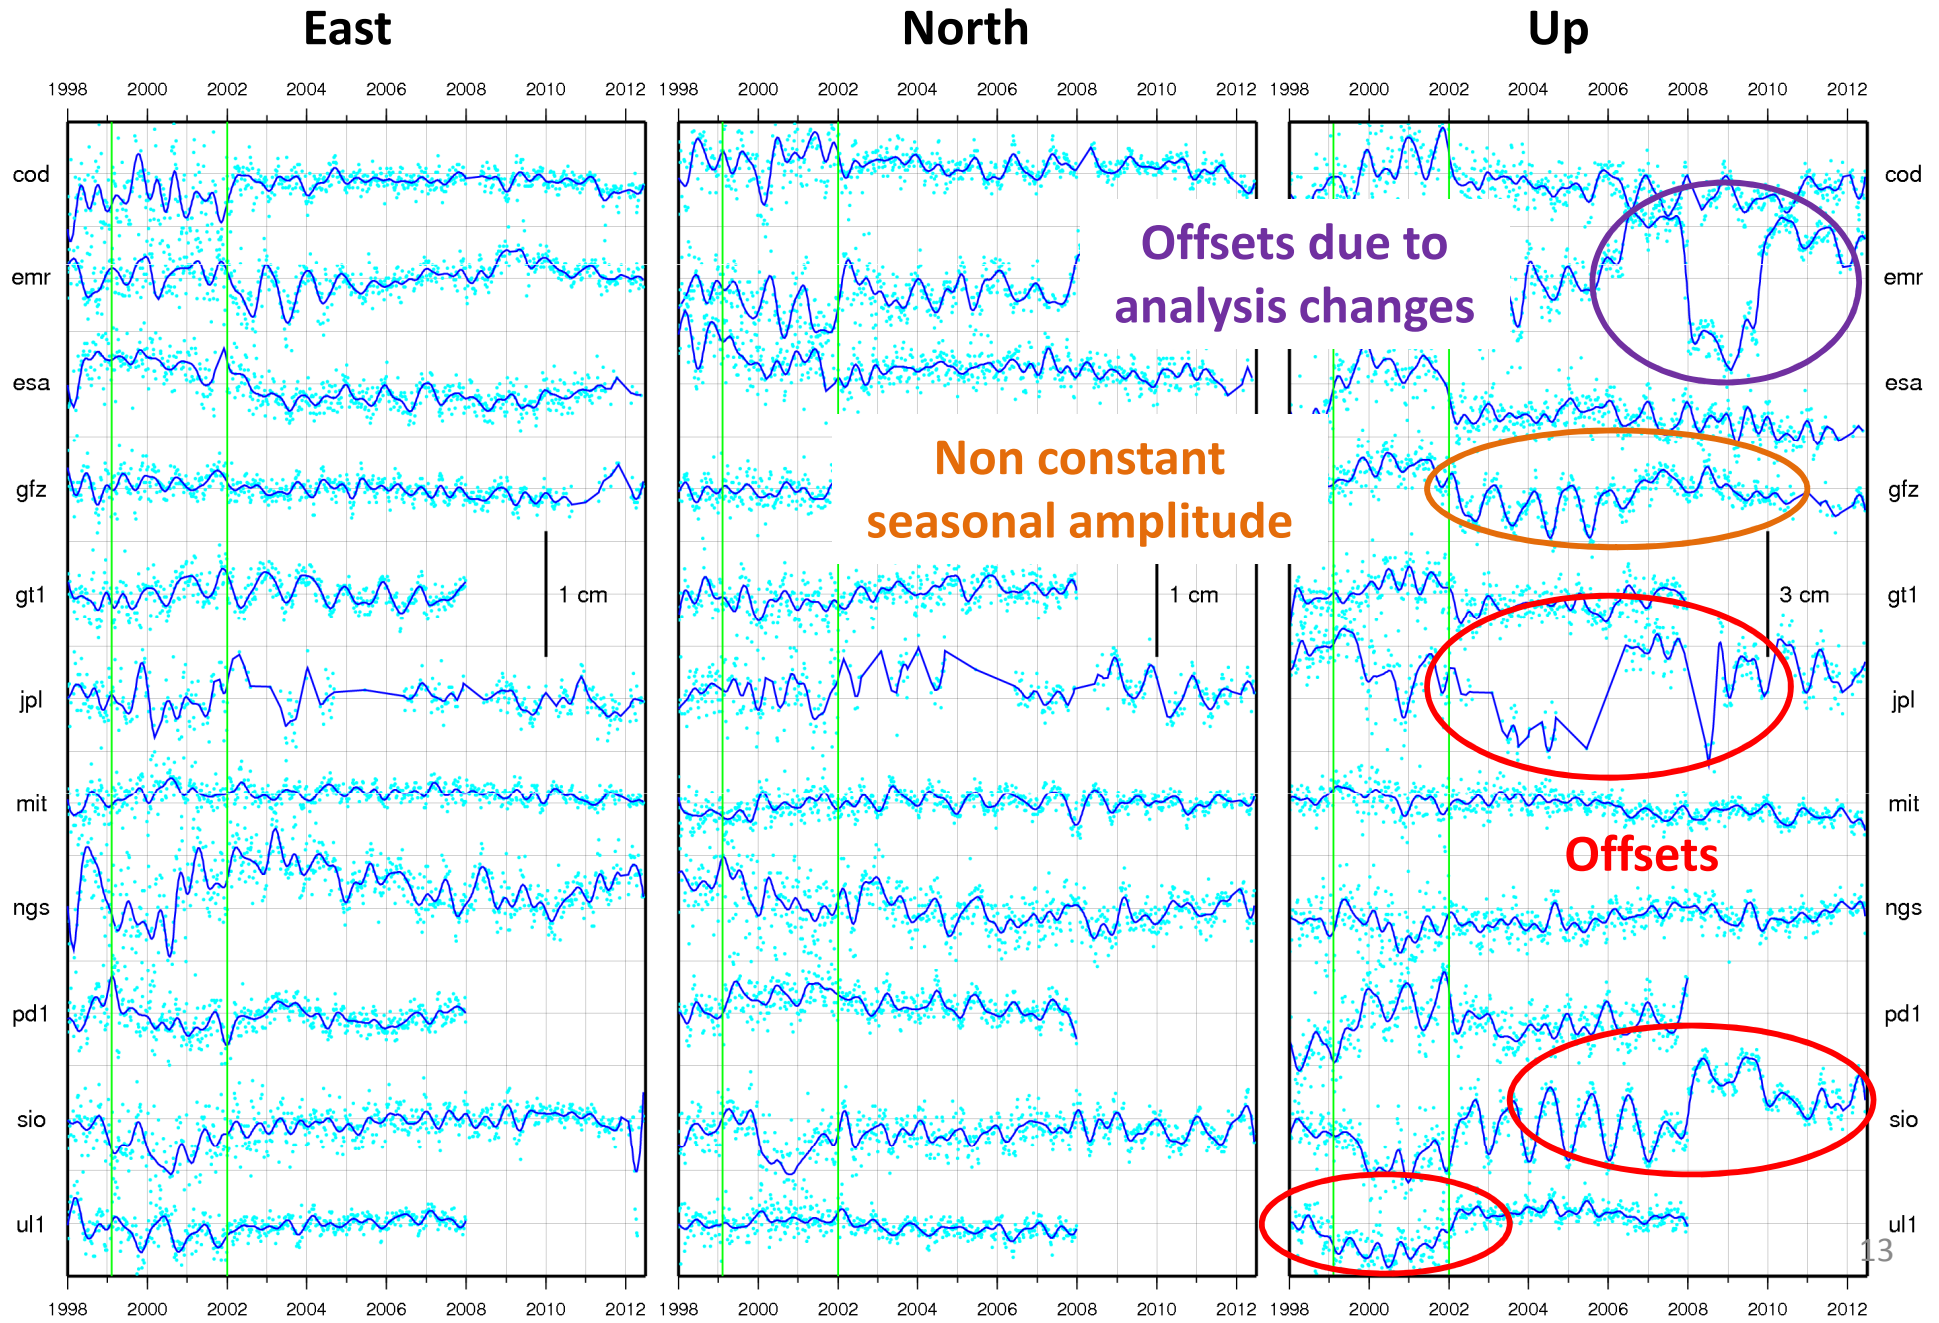 East North Up
1998 2000 2002 2004 2006 2008 2010 2012 1998 2000 2002 2004 2006 2008 2010 2012 1998 2000 2002 2004 2006 2008 2010 2012
cod cod
Offsets due to
analysis changes
emr emr
esa esa
Non constant
seasonal amplitude
gfz gfz
gt1 1 cm 1 cm 3 cm gt1
jpl jpl
mit mit
Offsets
ngs ngs
pd1 pd1
sio sio
ul1 ul1
13
1998 2000 2002 2004 2006 2008 2010 2012 1998 2000 2002 2004 2006 2008 2010 2012 1998 2000 2002 2004 2006 2008 2010 2012